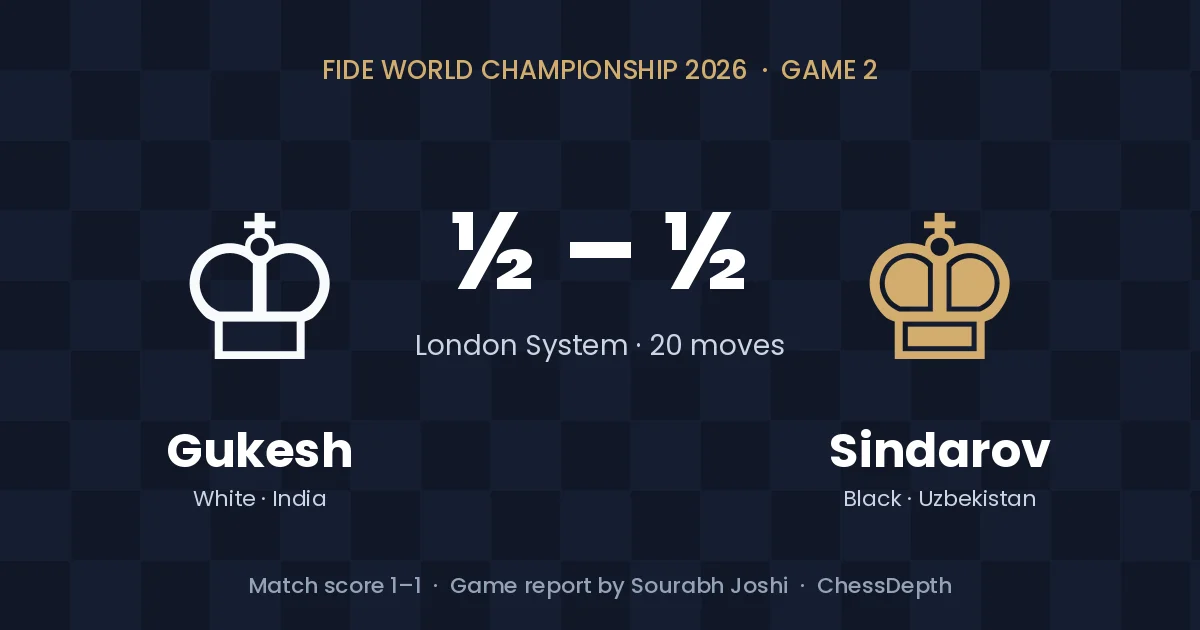 FIDE WORLD CHAMPIONSHIP 2026 · GAME 2
½ – ½
London System · 20 moves
Gukesh
White · India
Sindarov
Black · Uzbekistan
Match score 1–1 · Game report by Sourabh Joshi · ChessDepth